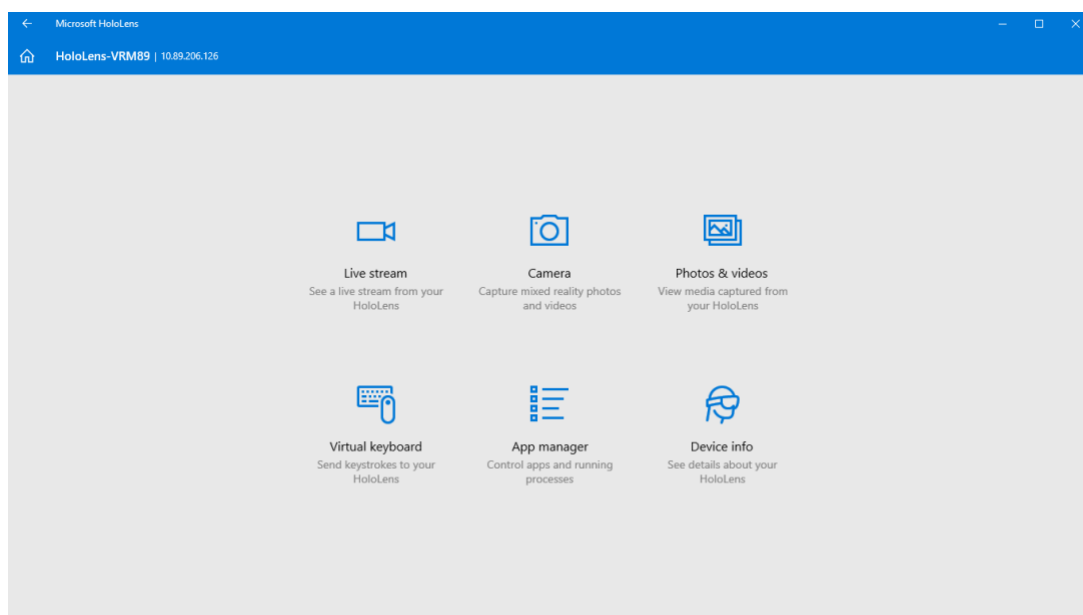 Microsoft HoloLens
HoloLens-VRM89 | 10.89.206.126
Live stream
See a live stream from your
HoloLens
Camera
Capture mixed reality photos
and videos
Photos & videos
View media captured from
your HoloLens
Virtual keyboard
Send keystrokes to your
HoloLens
App manager
Control apps and running
processes
Device info
See details about your
HoloLens